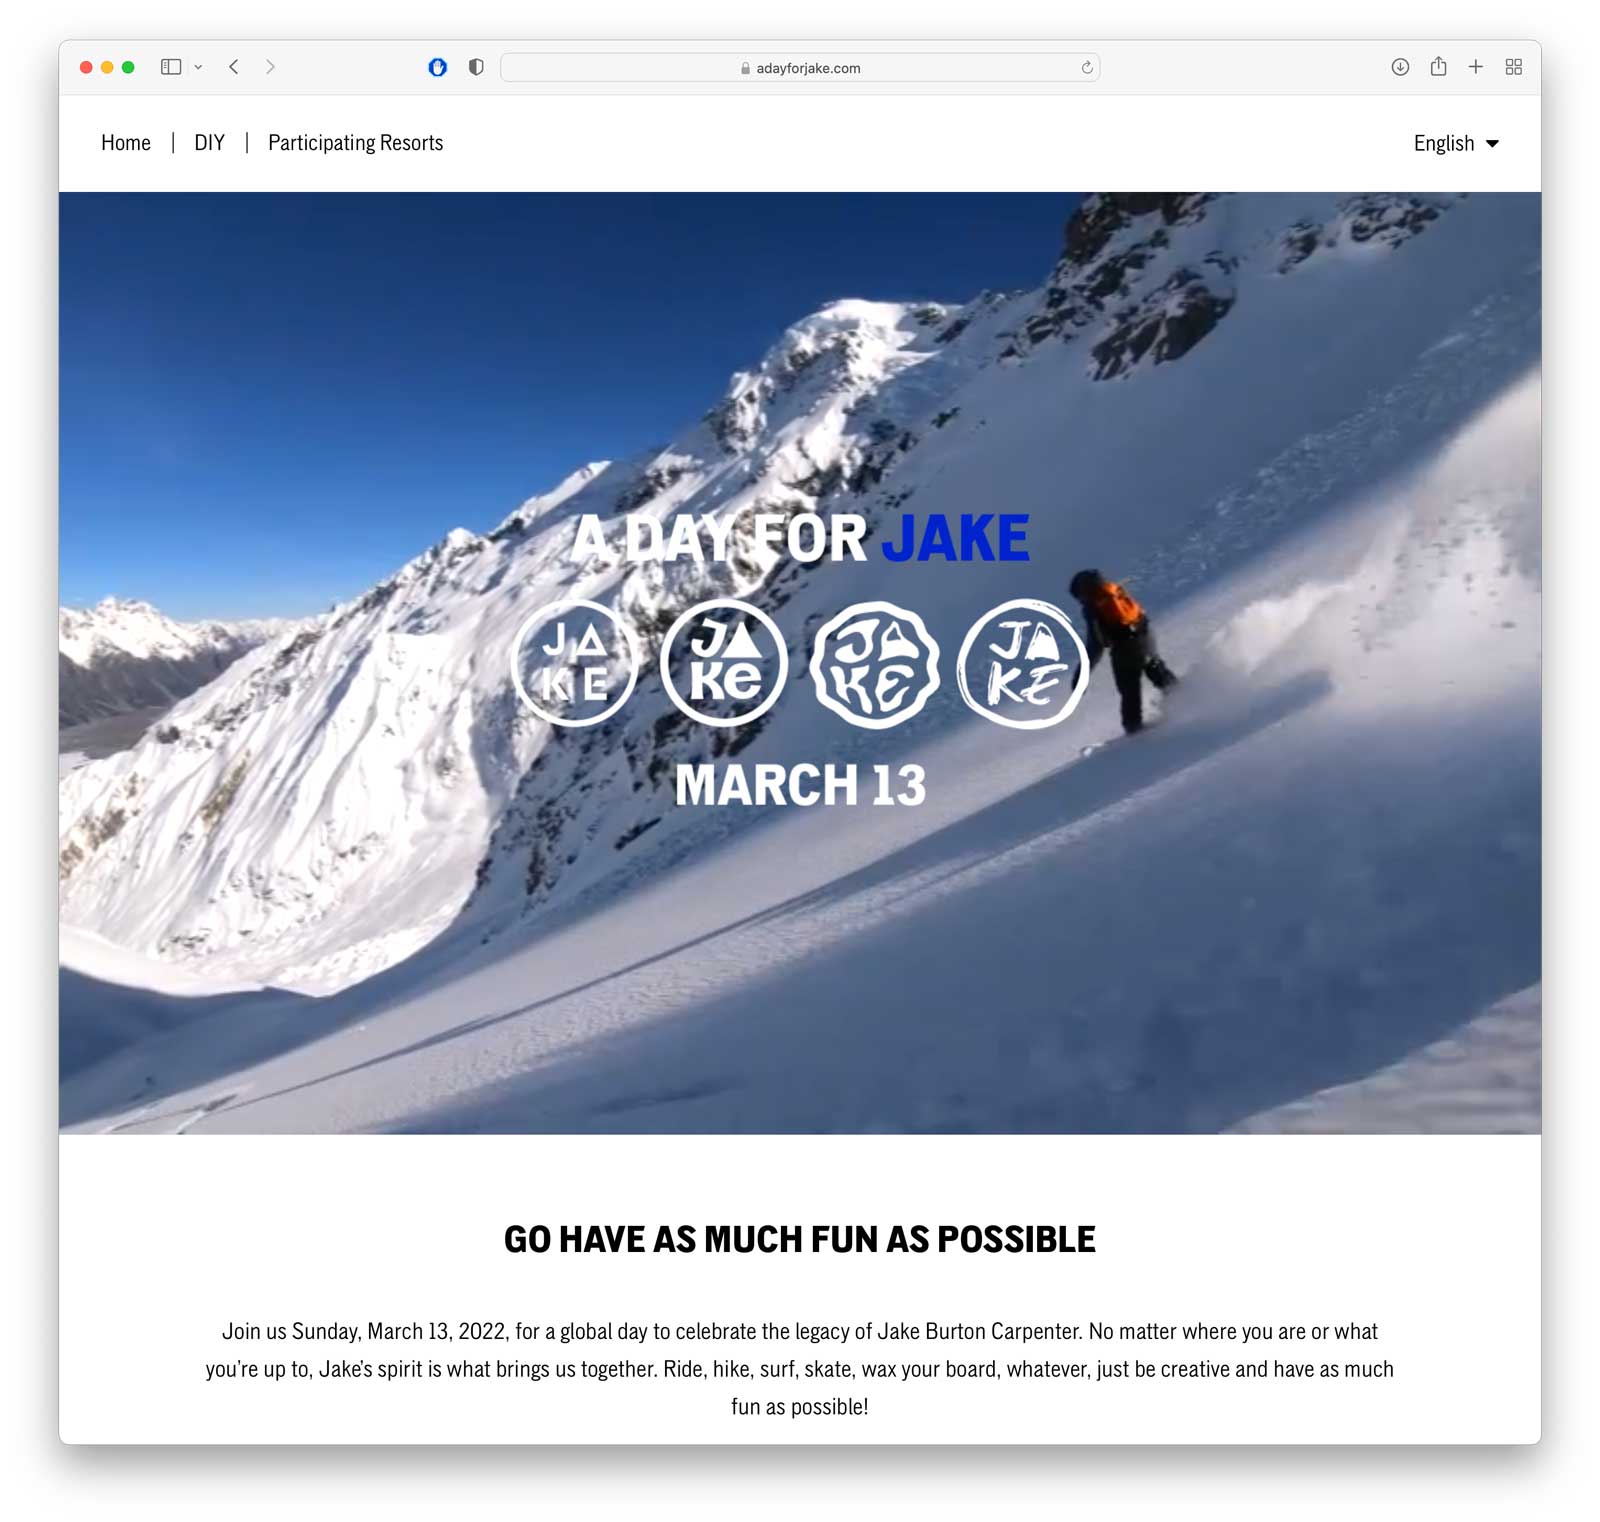 adayforjake.com
Home | DIY | Participating Resorts
English
A DAY FOR JAKE
JA
KE
JA
Ke
JA
KE
JA
KE
MARCH 13
GO HAVE AS MUCH FUN AS POSSIBLE
Join us Sunday, March 13, 2022, for a global day to celebrate the legacy of Jake Burton Carpenter. No matter where you are or what
you’re up to, Jake’s spirit is what brings us together. Ride, hike, surf, skate, wax your board, whatever, just be creative and have as much
fun as possible!